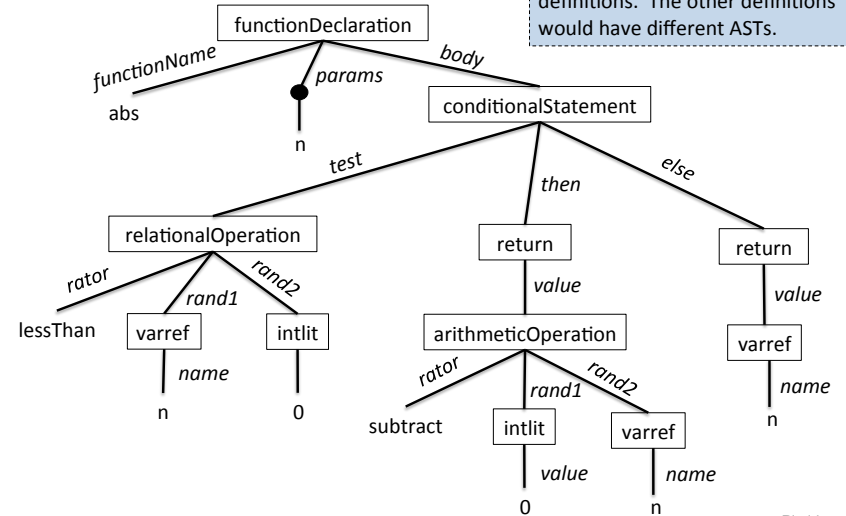 definitions. The other definitions
would have different ASTs.
functionDeclaration
functionName
params
body
abs
n
conditionalStatement
test
then
else
relationalOperation
return
return
rator
rand1
rand2
value
value
lessThan
varref
intlit
arithmeticOperation
varref
name
rator
rand1
rand2
name
n
0
subtract
intlit
varref
n
value
name
0
n